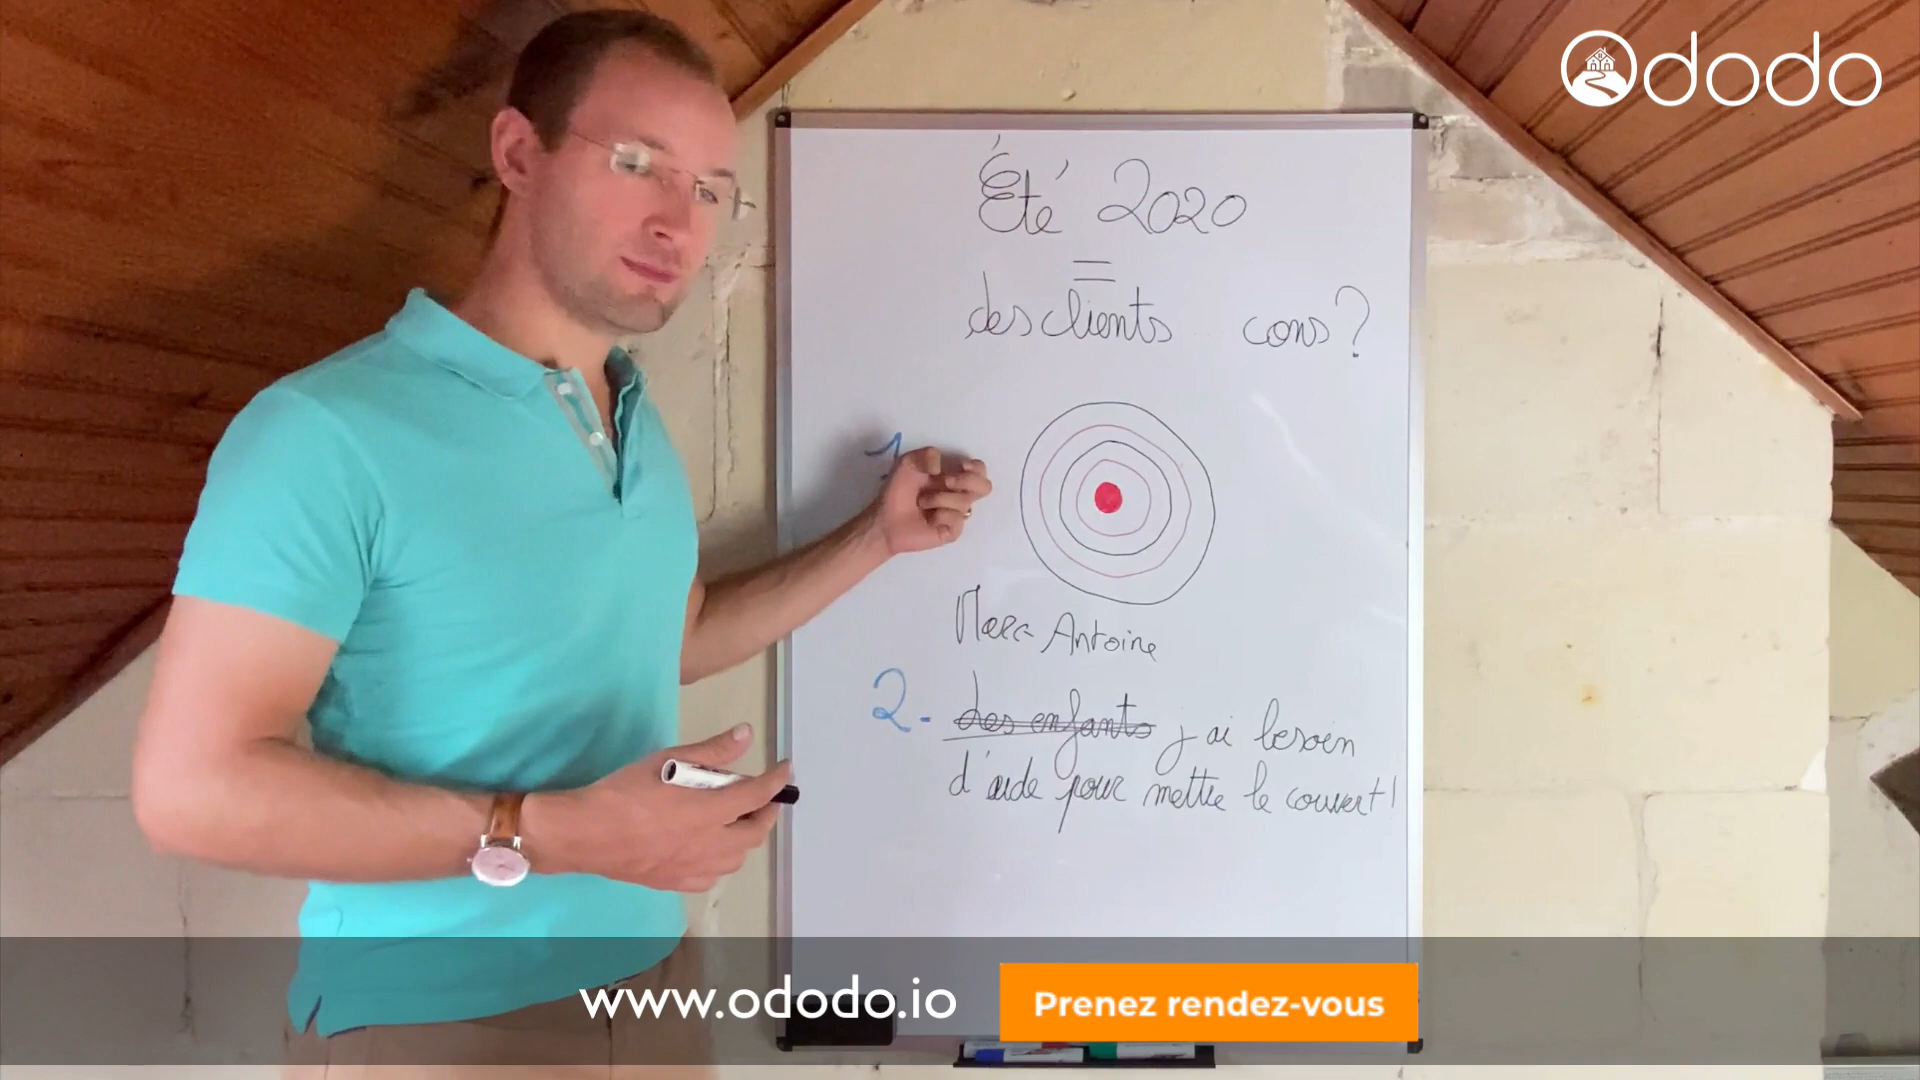 Ododo
Été 2020
=
des clients cons?
1
Marc Antoine
2. des enfants j'ai besoin
d'aide pour mettre le couvert!
www.ododo.io
Prenez rendez-vous